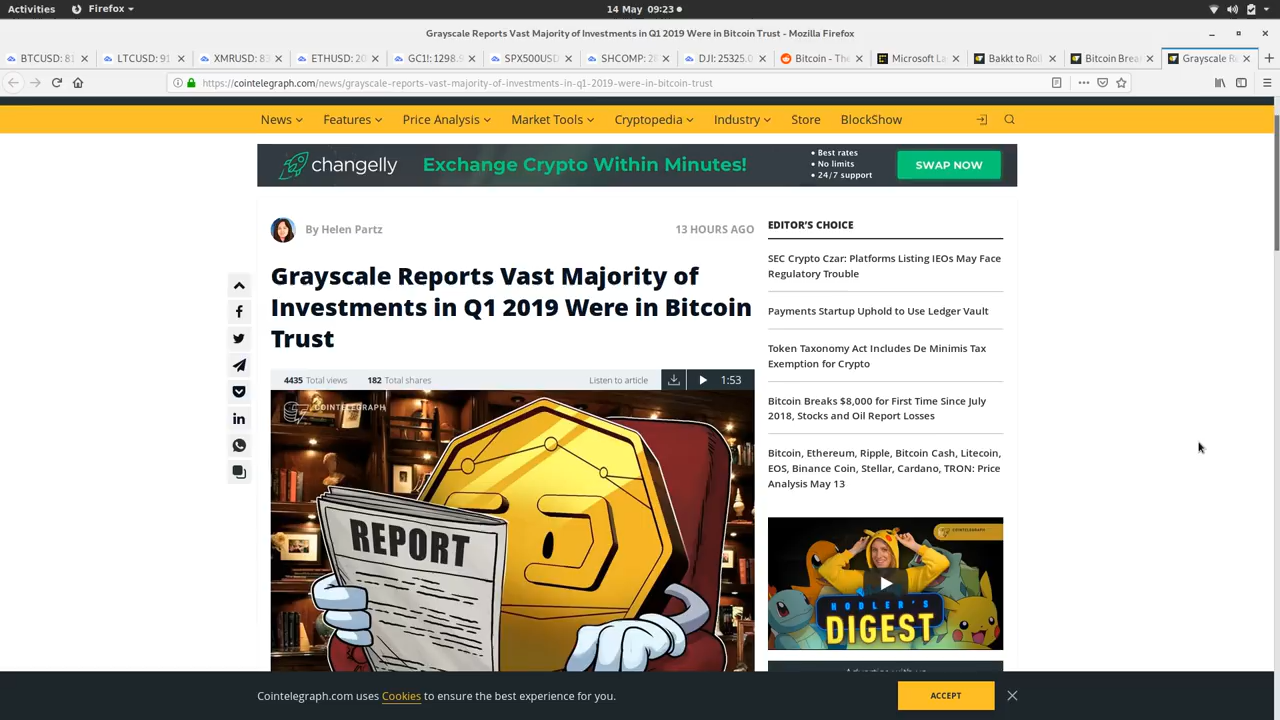 Activities
Firefox
14 May 09:23
Grayscale Reports Vast Majority of Investments in Q1 2019 Were in Bitcoin Trust - Mozilla Firefox
BTCUSD: 81
LTCUSD: 91
XMRUSD: 83
ETHUSD: 20
GC1!: 1298.9
SPX500USD
SHCOMP: 28
DJI: 25325.0
Bitcoin - The
Microsoft La
Bakkt to Roll
Bitcoin Brea
Grayscale R
https://cointelegraph.com/news/grayscale-reports-vast-majority-of-investments-in-q1-2019-were-in-bitcoin-trust
News
Features
Price Analysis
Market Tools
Cryptopedia
Industry
Store
BlockShow
changelly
Exchange Crypto Within Minutes!
• Best rates
• No limits
• 24/7 support
SWAP NOW
By Helen Partz
13 HOURS AGO
Grayscale Reports Vast Majority of
Investments in Q1 2019 Were in Bitcoin
Trust
4435 Total views
182 Total shares
Listen to article
1:53
COINTELEGRAPH
REPORT
EDITOR'S CHOICE
SEC Crypto Czar: Platforms Listing IEOs May Face
Regulatory Trouble
Payments Startup Uphold to Use Ledger Vault
Token Taxonomy Act Includes De Minimis Tax
Exemption for Crypto
Bitcoin Breaks $8,000 for First Time Since July
2018, Stocks and Oil Report Losses
Bitcoin, Ethereum, Ripple, Bitcoin Cash, Litecoin,
EOS, Binance Coin, Stellar, Cardano, TRON: Price
Analysis May 13
COINTELEGRAPH
HODLER'S
DIGEST
Advertise with us
Cointelegraph.com uses Cookies to ensure the best experience for you.
ACCEPT